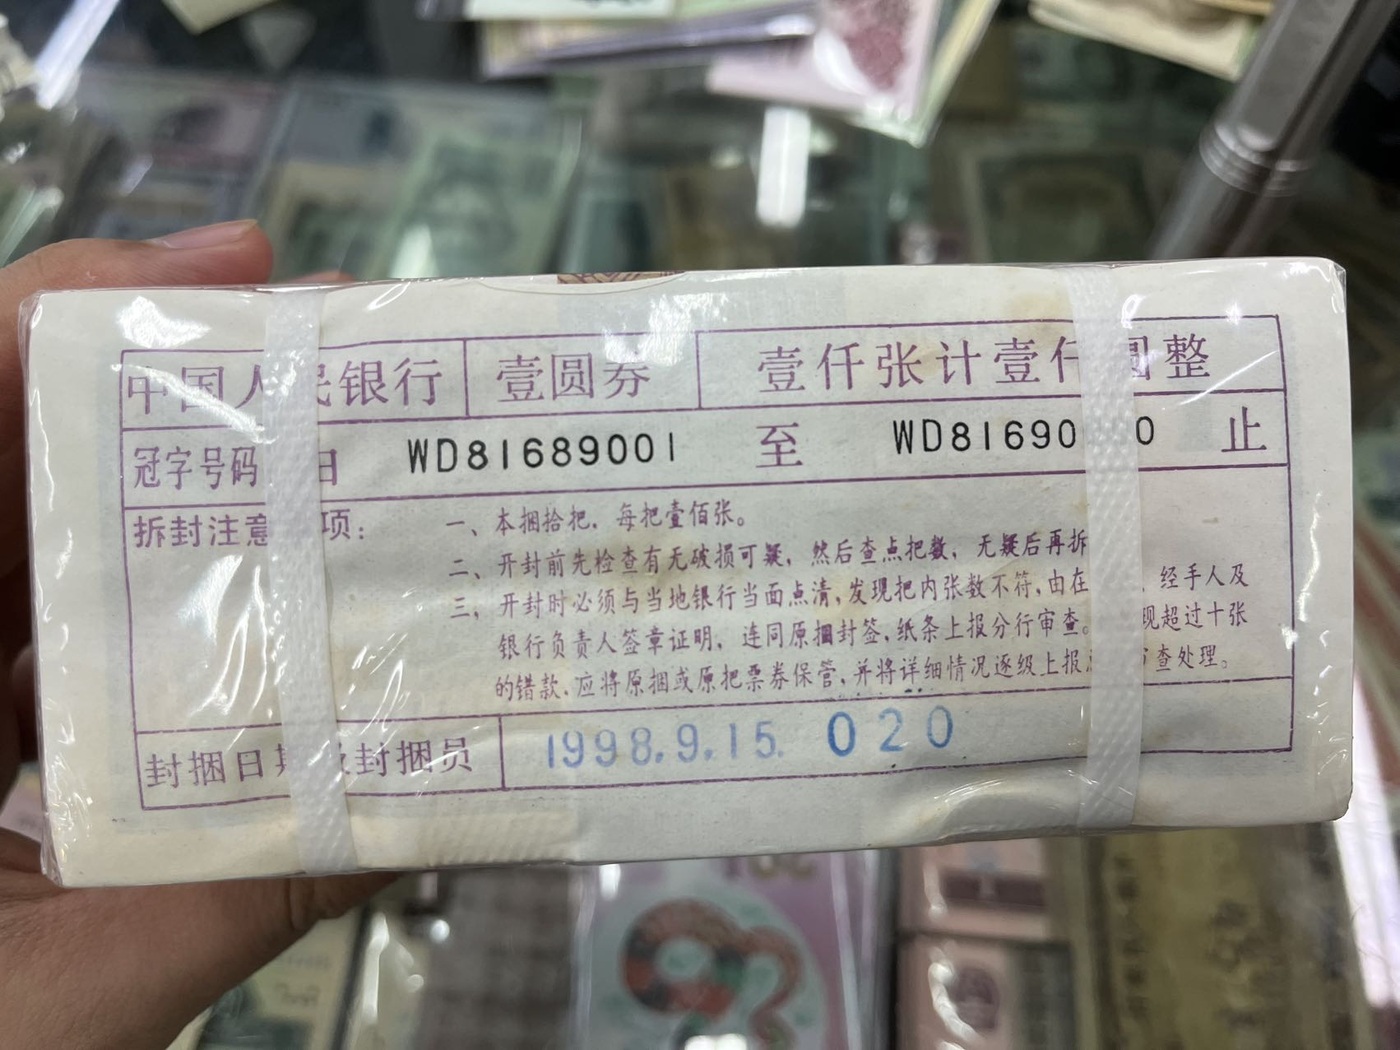 中国人民银行 壹圆券 壹仟张计壹仟圆整
冠字号码 自 WD81689001 至 WD81690 0 止
拆封注意 项：
一、本捆拾把，每把壹佰张。
二、开封前先检查有无破损可疑，然后查点把数，无疑后再拆
三、开封时必须与当地银行当面点清，发现把内张数不符，由在 、经手人及
银行负责人签章证明，连同原捆封签、纸条上报分行审查。 现超过十张
的错款，应将原捆或原把票券保管，并将详细情况逐级上报 查处理。
封捆日期及封捆员 1998.9.15. 020